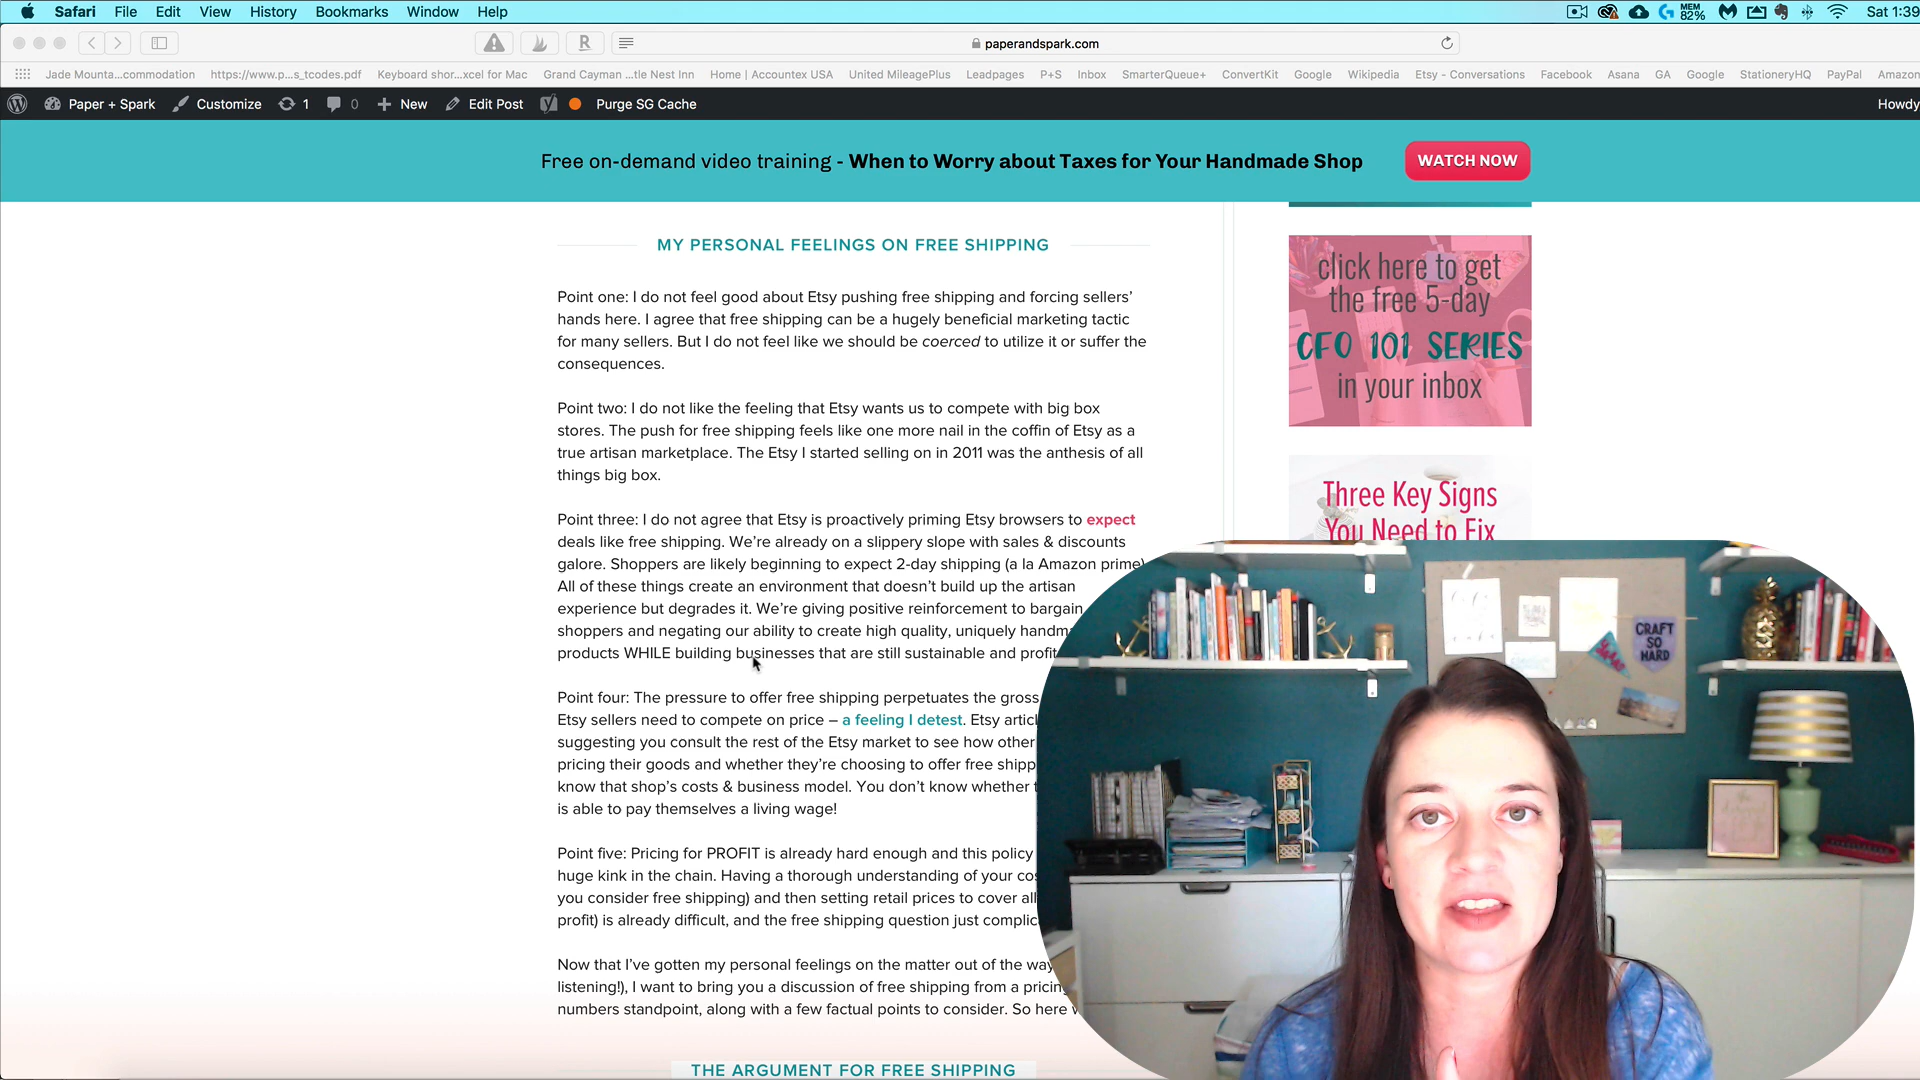 Safari File Edit View History Bookmarks Window Help MEM 82% Sat 1:39
paperandspark.com
Jade Mounta...commodation https://www.p...s_tcodes.pdf Keyboard shor...xcel for Mac Grand Cayman ...tle Nest Inn Home | Accountex USA United MileagePlus Leadpages P+S Inbox SmarterQueue+ ConvertKit Google Wikipedia Etsy - Conversations Facebook Asana GA Google StationeryHQ PayPal Amazon
Paper + Spark Customize 1 0 New Edit Post Purge SG Cache Howdy
Free on-demand video training - When to Worry about Taxes for Your Handmade Shop WATCH NOW
MY PERSONAL FEELINGS ON FREE SHIPPING
Point one: I do not feel good about Etsy pushing free shipping and forcing sellers’
hands here. I agree that free shipping can be a hugely beneficial marketing tactic
for many sellers. But I do not feel like we should be coerced to utilize it or suffer the
consequences.
Point two: I do not like the feeling that Etsy wants us to compete with big box
stores. The push for free shipping feels like one more nail in the coffin of Etsy as a
true artisan marketplace. The Etsy I started selling on in 2011 was the anthesis of all
things big box.
Point three: I do not agree that Etsy is proactively priming Etsy browsers to expect
deals like free shipping. We’re already on a slippery slope with sales & discounts
galore. Shoppers are likely beginning to expect 2-day shipping (a la Amazon prime)
All of these things create an environment that doesn’t build up the artisan
experience but degrades it. We’re giving positive reinforcement to bargain
shoppers and negating our ability to create high quality, uniquely handm
products WHILE building businesses that are still sustainable and profit
Point four: The pressure to offer free shipping perpetuates the gross
Etsy sellers need to compete on price – a feeling I detest. Etsy articl
suggesting you consult the rest of the Etsy market to see how other
pricing their goods and whether they’re choosing to offer free shipp
know that shop’s costs & business model. You don’t know whether t
is able to pay themselves a living wage!
Point five: Pricing for PROFIT is already hard enough and this policy
huge kink in the chain. Having a thorough understanding of your cos
you consider free shipping) and then setting retail prices to cover all
profit) is already difficult, and the free shipping question just complic
Now that I’ve gotten my personal feelings on the matter out of the way
listening!), I want to bring you a discussion of free shipping from a pricing
numbers standpoint, along with a few factual points to consider. So here w
THE ARGUMENT FOR FREE SHIPPING
click here to get
the free 5-day
CFO 101 SERIES
in your inbox
Three Key Signs
You Need to Fix
CRAFT
SO
HARD